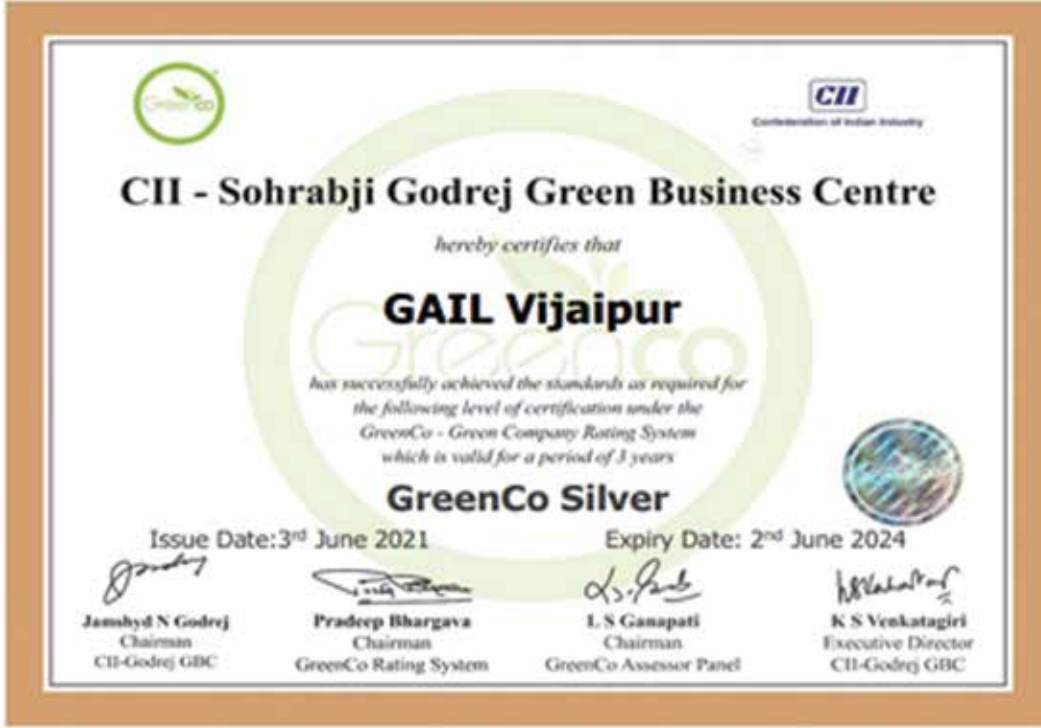 GreenCo
CII
Confederation of Indian Industry
CII - Sohrabji Godrej Green Business Centre
hereby certifies that
GAIL Vijaipur
Greenco
has successfully achieved the standards as required for
the following level of certification under the
GreenCo - Green Company Rating System
which is valid for a period of 3 years
GreenCo Silver
Issue Date:3rd June 2021 Expiry Date: 2nd June 2024
Jamshyd N Godrej Pradeep Bhargava L S Ganapati K S Venkatagiri
Chairman Chairman Chairman Executive Director
CII-Godrej GBC GreenCo Rating System GreenCo Assessor Panel CII-Godrej GBC